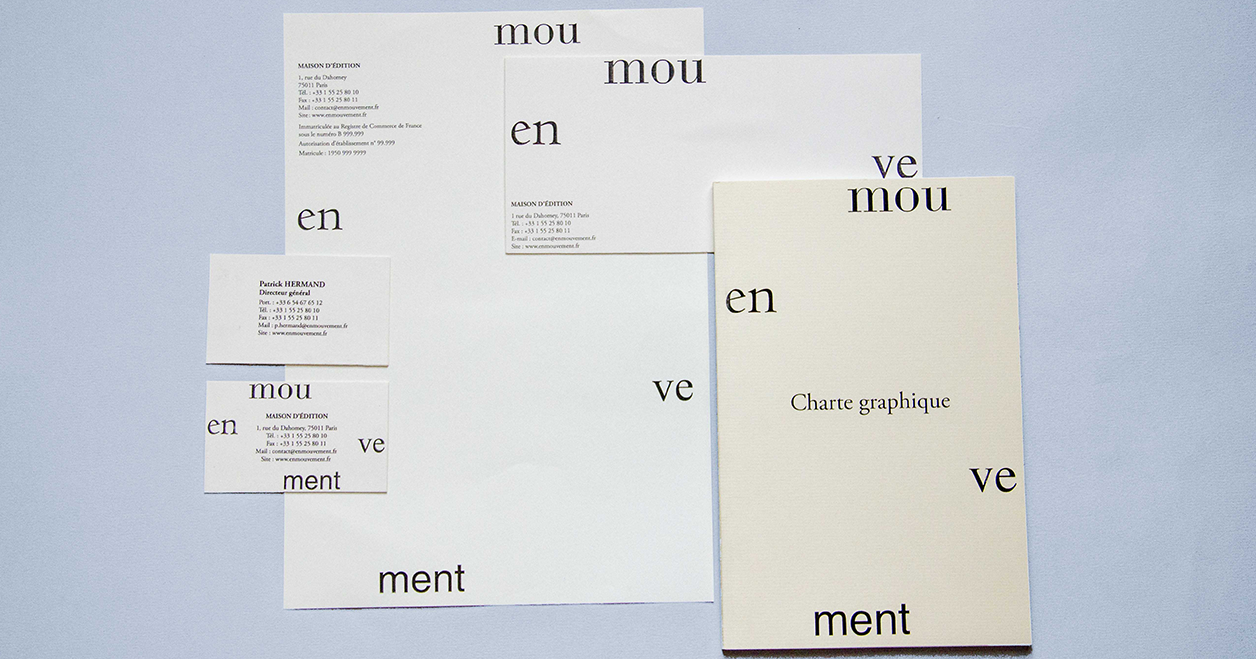 mou
MAISON D'ÉDITION
1, rue du Dahomey
75011 Paris
Tél. : +33 1 55 25 80 10
Fax : +33 1 55 25 80 11
Mail : contact@enmouvement.fr
Site : www.enmouvement.fr
Immatriculée au Registre de Commerce de France
sous le numéro B 999.999
Autorisation d'établissement n° 99.999
Matricule : 1950 999 9999
en
ve
ment
mou
en
ve
MAISON D'ÉDITION
1 rue du Dahomey, 75011 Paris
Tél. : +33 1 55 25 80 10
Fax : +33 1 55 25 80 11
E-mail : contact@enmouvement.fr
Site : www.enmouvement.fr
Patrick HERMAND
Directeur général
Port. : +33 6 54 67 65 12
Tél. : +33 1 55 25 80 10
Fax : +33 1 55 25 80 11
Mail : p.hermand@enmouvement.fr
Site : www.enmouvement.fr
mou
MAISON D'ÉDITION
en
1, rue du Dahomey, 75011 Paris
Tél. : +33 1 55 25 80 10
Fax : +33 1 55 25 80 11
ve
Mail : contact@enmouvement.fr
Site : www.enmouvement.fr
ment
mou
en
Charte graphique
ve
ment